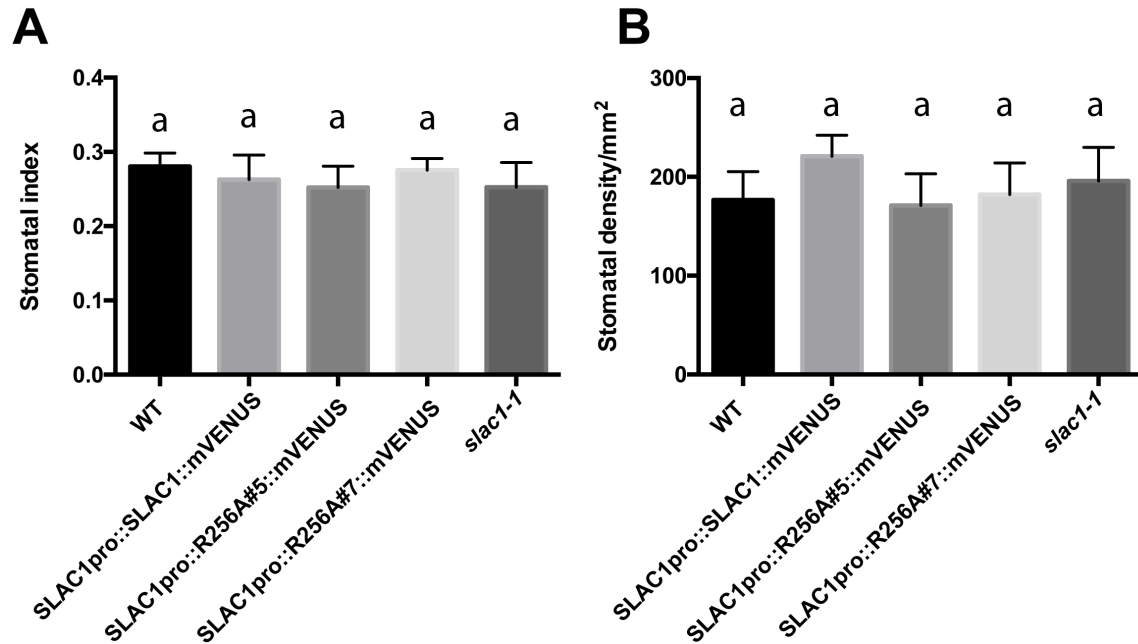 A
Stomatal index
0.4
0.3
0.2
0.1
0.0
a
a
a
a
a
WT
SLAC1pro::SLAC1::mVENUS
SLAC1pro::R256A#5::mVENUS
SLAC1pro::R256A#7::mVENUS
slac1-1
B
Stomatal density/mm²
300
200
100
0
a
a
a
a
a
WT
SLAC1pro::SLAC1::mVENUS
SLAC1pro::R256A#5::mVENUS
SLAC1pro::R256A#7::mVENUS
slac1-1